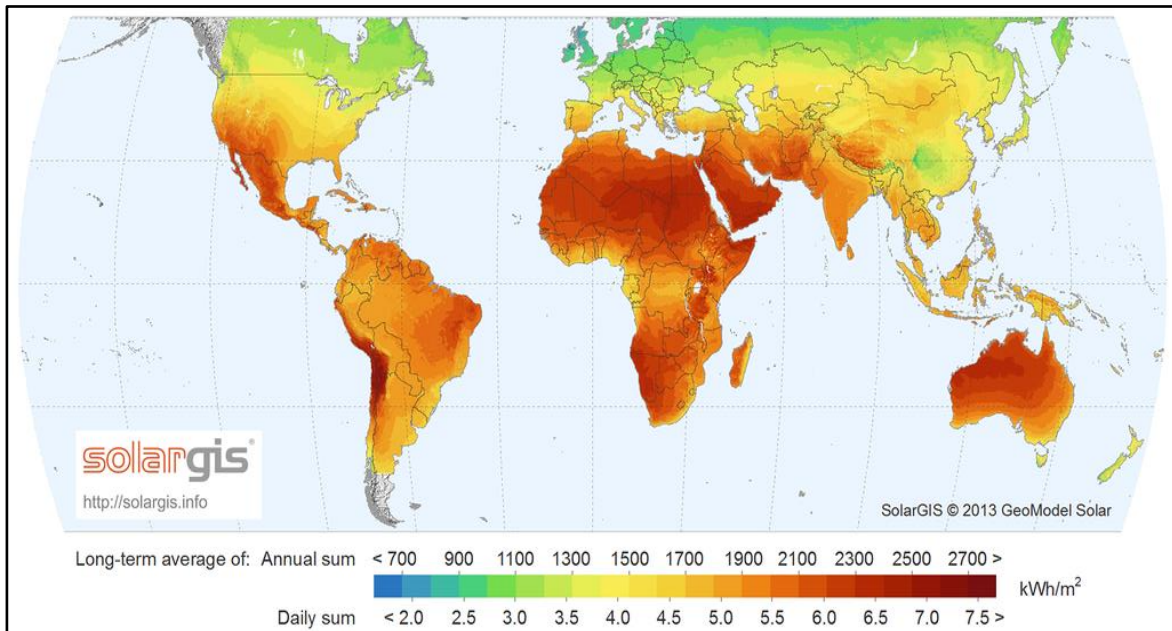 solargis®
http://solargis.info
SolarGIS © 2013 GeoModel Solar
Long-term average of: Annual sum < 700 900 1100 1300 1500 1700 1900 2100 2300 2500 2700 >
kWh/m²
Daily sum < 2.0 2.5 3.0 3.5 4.0 4.5 5.0 5.5 6.0 6.5 7.0 7.5 >